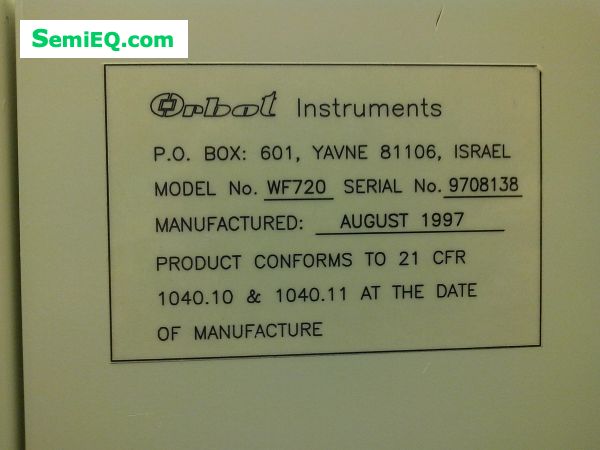 SemiEQ.com
Orbot Instruments
P.O. BOX: 601, YAVNE 81106, ISRAEL
MODEL No. WF720 SERIAL No. 9708138
MANUFACTURED: AUGUST 1997
PRODUCT CONFORMS TO 21 CFR
1040.10 & 1040.11 AT THE DATE
OF MANUFACTURE